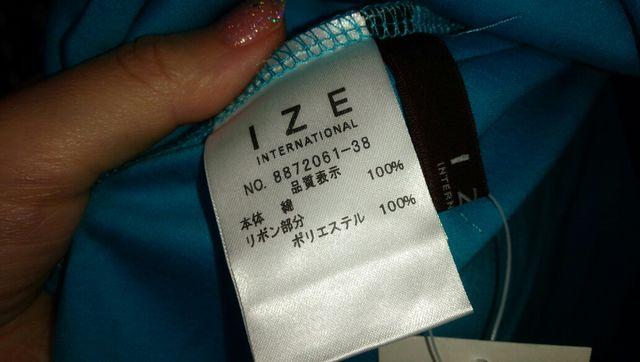 IZE
INTERNATIONAL
NO. 8872061-38
品質表示
本体 綿 100%
リボン部分
ポリエステル 100%